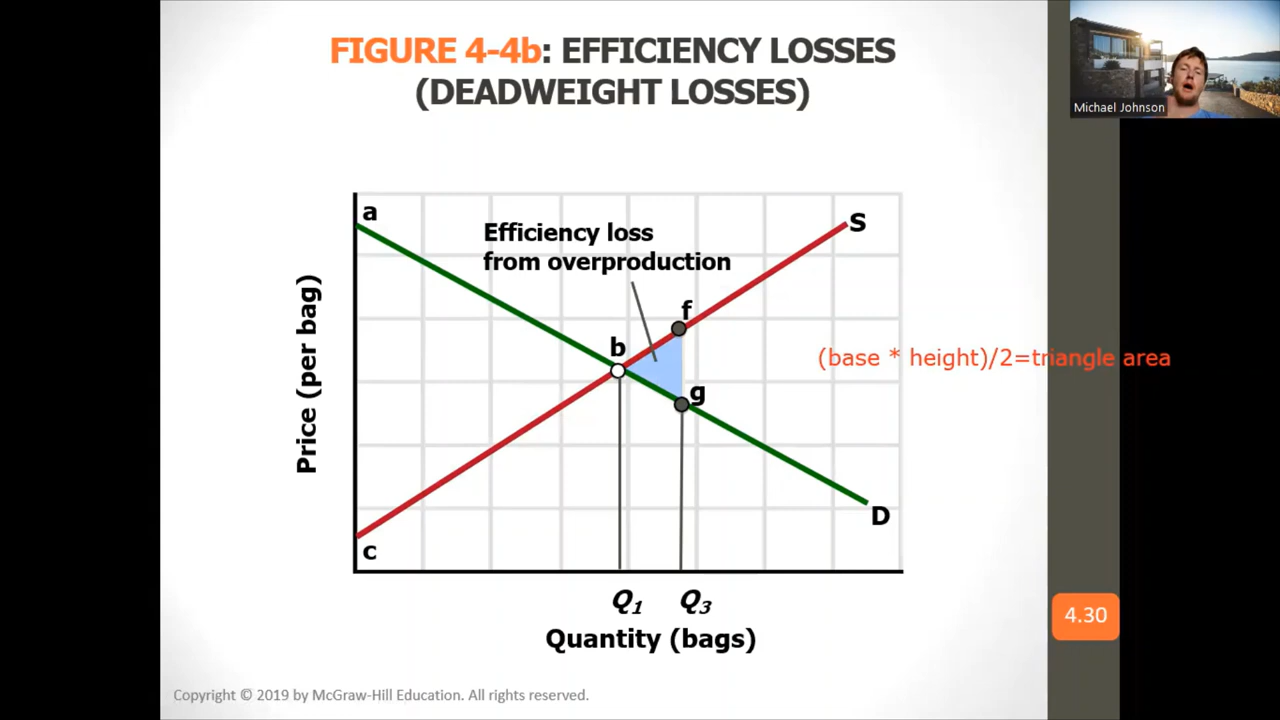 FIGURE 4-4b: EFFICIENCY LOSSES
(DEADWEIGHT LOSSES)
Michael Johnson
a
Efficiency loss
from overproduction
S
f
b
(base * height)/2=triangle area
g
Price (per bag)
D
c
Q₁ Q₃
4.30
Quantity (bags)
Copyright © 2019 by McGraw-Hill Education. All rights reserved.